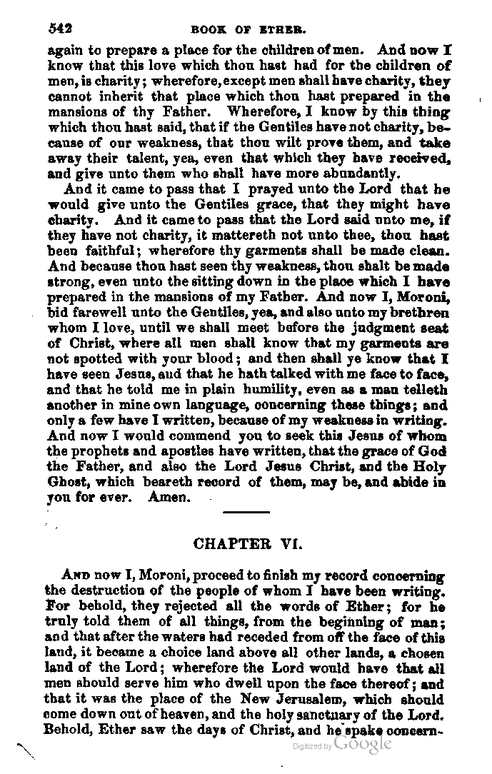 542 BOOK OF ETHER.
again to prepare a place for the children of men. And now I
know that this love which thou hast had for the children of
men, is charity; wherefore, except men shall have charity, they
cannot inherit that place which thou hast prepared in the
mansions of thy Father. Wherefore, I know by this thing
which thou hast said, that if the Gentiles have not charity, be-
cause of our weakness, that thou wilt prove them, and take
away their talent, yea, even that which they have received,
and give unto them who shall have more abundantly.
And it came to pass that I prayed unto the Lord that he
would give unto the Gentiles grace, that they might have
charity. And it came to pass that the Lord said unto me, if
they have not charity, it mattereth not unto thee, thou hast
been faithful; wherefore thy garments shall be made clean.
And because thou hast seen thy weakness, thou shalt be made
strong, even unto the sitting down in the place which I have
prepared in the mansions of my Father. And now I, Moroni,
bid farewell unto the Gentiles, yea, and also unto my brethren
whom I love, until we shall meet before the judgment seat
of Christ, where all men shall know that my garments are
not spotted with your blood; and then shall ye know that I
have seen Jesus, and that he hath talked with me face to face,
and that he told me in plain humility, even as a man telleth
another in mine own language, concerning these things; and
only a few have I written, because of my weakness in writing.
And now I would commend you to seek this Jesus of whom
the prophets and apostles have written, that the grace of God
the Father, and also the Lord Jesus Christ, and the Holy
Ghost, which beareth record of them, may be, and abide in
you for ever. Amen.
CHAPTER VI.
AND now I, Moroni, proceed to finish my record concerning
the destruction of the people of whom I have been writing.
For behold, they rejected all the words of Ether; for he
truly told them of all things, from the beginning of man;
and that after the waters had receded from off the face of this
land, it became a choice land above all other lands, a chosen
land of the Lord; wherefore the Lord would have that all
men should serve him who dwell upon the face thereof; and
that it was the place of the New Jerusalem, which should
come down out of heaven, and the holy sanctuary of the Lord.
Behold, Ether saw the days of Christ, and he spake concern-
Digitized by Google